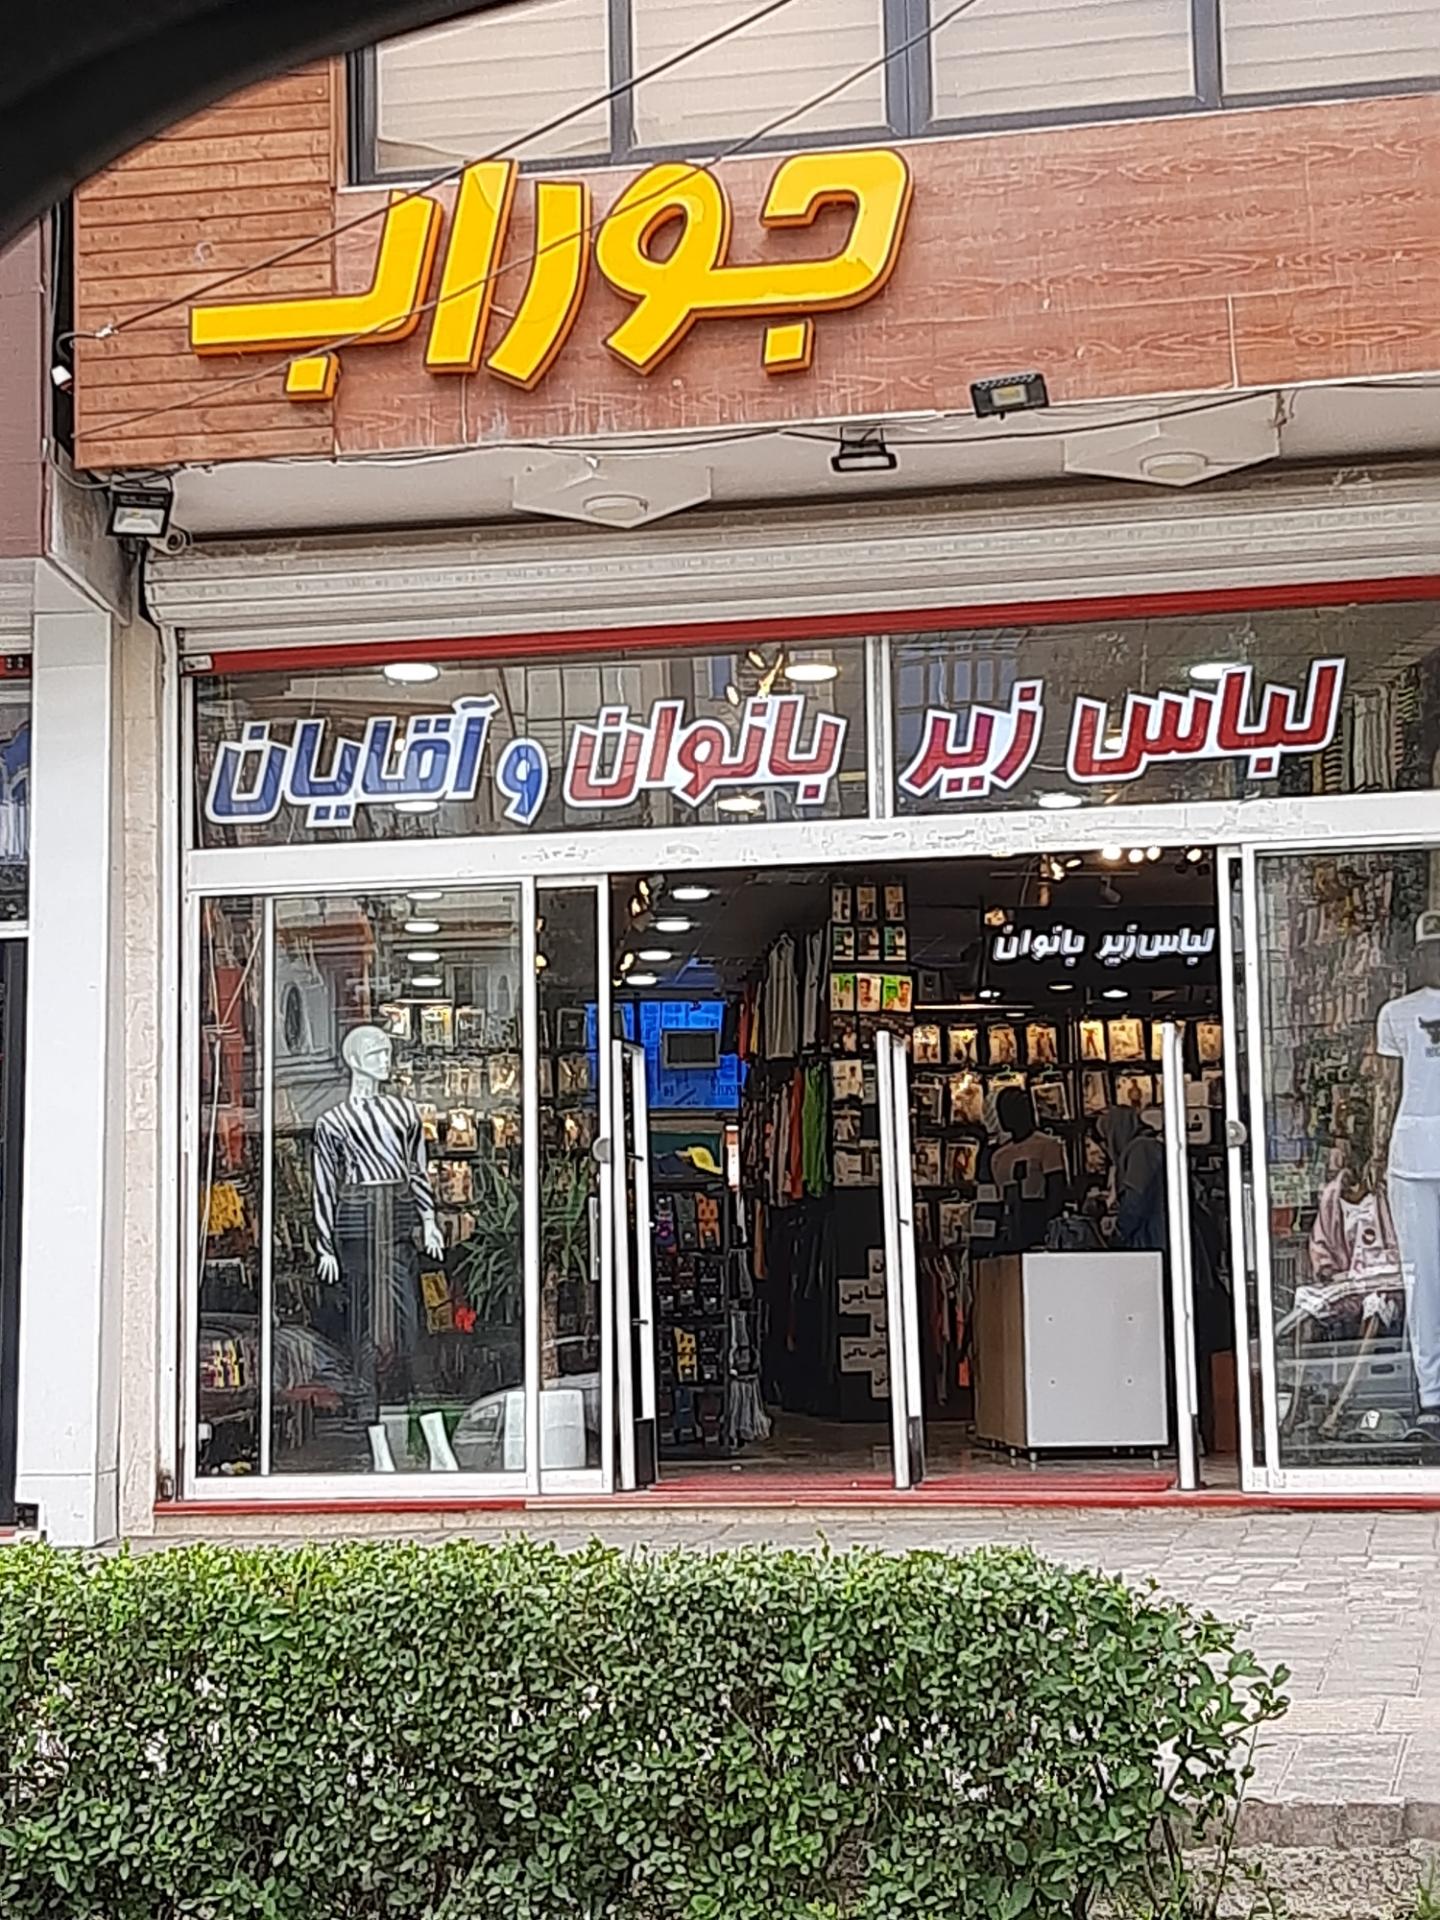 جوراب
لباس زیر بانوان و آقایان
لباس زیر بانوان